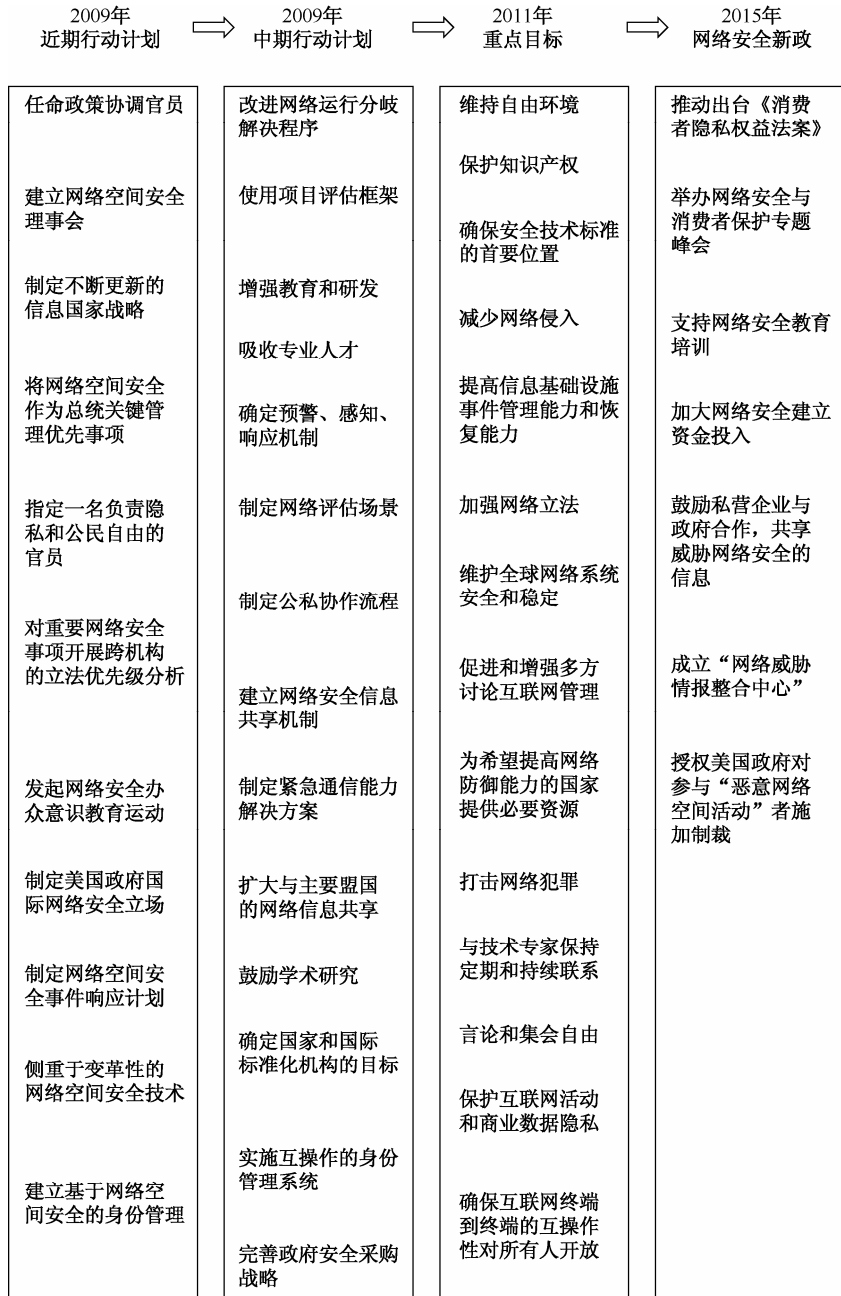 2009年
近期行动计划
2009年
中期行动计划
2011年
重点目标
2015年
网络安全新政
任命政策协调官员
建立网络空间安全
理事会
制定不断更新的
信息国家战略
将网络空间安全
作为总统关键管
理优先事项
指定一名负责隐
私和公民自由的
官员
对重要网络安全
事项开展跨机构
的立法优先级分析
发起网络安全办
众意识教育运动
制定美国政府国
际网络安全立场
制定网络空间安
全事件响应计划
侧重于变革性的
网络空间安全技术
建立基于网络空
间安全的身份管理
改进网络运行分歧
解决程序
使用项目评估框架
增强教育和研发
吸收专业人才
确定预警、感知、
响应机制
制定网络评估场景
制定公私协作流程
建立网络安全信息
共享机制
制定紧急通信能力
解决方案
扩大与主要盟国
的网络信息共享
鼓励学术研究
确定国家和国际
标准化机构的目标
实施互操作的身份
管理系统
完善政府安全采购
战略
维持自由环境
保护知识产权
确保安全技术标准
的首要位置
减少网络侵入
提高信息基础设施
事件管理能力和恢
复能力
加强网络立法
维护全球网络系统
安全和稳定
促进和增强多方
讨论互联网管理
为希望提高网络
防御能力的国家
提供必要资源
打击网络犯罪
与技术专家保持
定期和持续联系
言论和集会自由
保护互联网活动
和商业数据隐私
确保互联网终端
到终端的互操作
性对所有人开放
推动出台《消费
者隐私权益法案》
举办网络安全与
消费者保护专题
峰会
支持网络安全教育
培训
加大网络安全建立
资金投入
鼓励私营企业与
政府合作，共享
威胁网络安全的
信息
成立“网络威胁
情报整合中心”
授权美国政府对
参与“恶意网络
空间活动”者施
加制裁